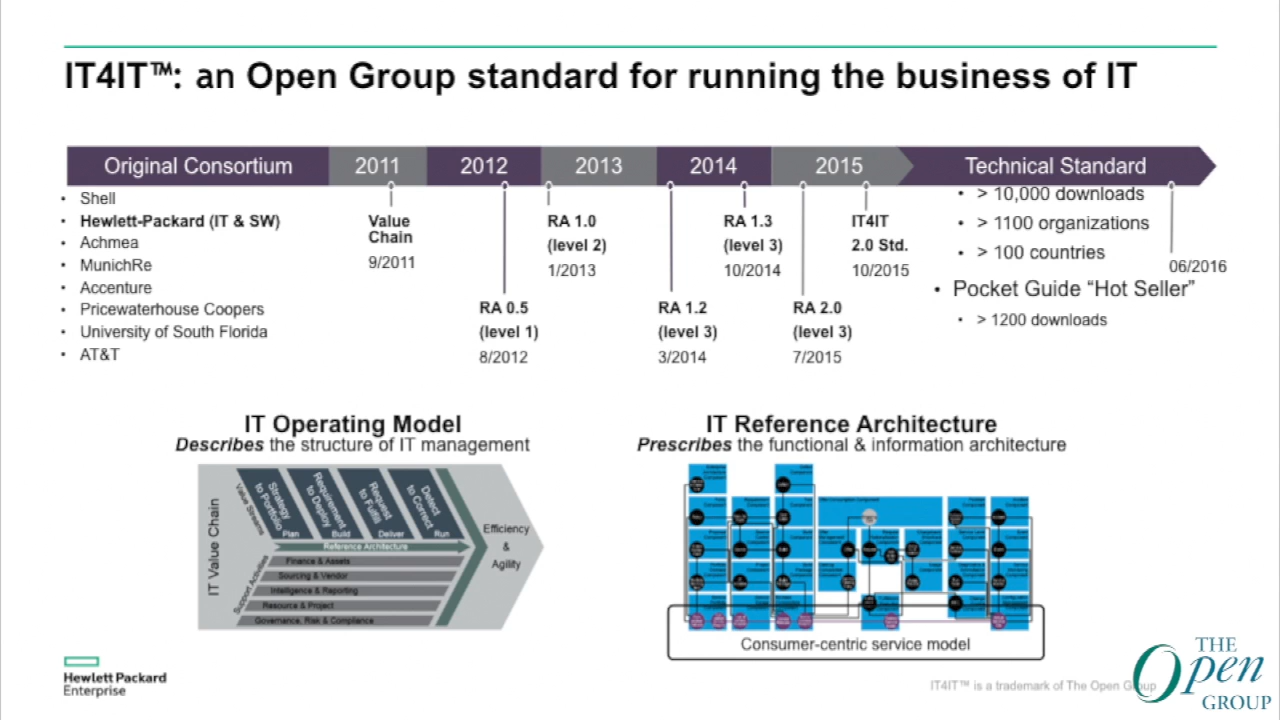 IT4IT™: an Open Group standard for running the business of IT
Original Consortium
2011
2012
2013
2014
2015
Technical Standard
• Shell
• Hewlett-Packard (IT & SW)
• Achmea
• MunichRe
• Accenture
• Pricewaterhouse Coopers
• University of South Florida
• AT&T
Value
Chain
9/2011
RA 0.5
(level 1)
8/2012
RA 1.0
(level 2)
1/2013
RA 1.2
(level 3)
3/2014
RA 1.3
(level 3)
10/2014
RA 2.0
(level 3)
7/2015
IT4IT
2.0 Std.
10/2015
• > 10,000 downloads
• > 1100 organizations
• > 100 countries
06/2016
• Pocket Guide “Hot Seller”
• > 1200 downloads
IT Operating Model
Describes the structure of IT management
IT Value Chain
Value Streams
Strategy
to Portfolio
Plan
Requirement
to Deploy
Build
Request
to Fulfill
Deliver
Detect
to Correct
Run
Reference Architecture
Support Activities
Finance & Assets
Sourcing & Vendor
Intelligence & Reporting
Resource & Project
Governance, Risk & Compliance
Efficiency
&
Agility
IT Reference Architecture
Prescribes the functional & information architecture
Consumer-centric service model
Hewlett Packard
Enterprise
IT4IT™ is a trademark of The Open Group
THE
Open
GROUP